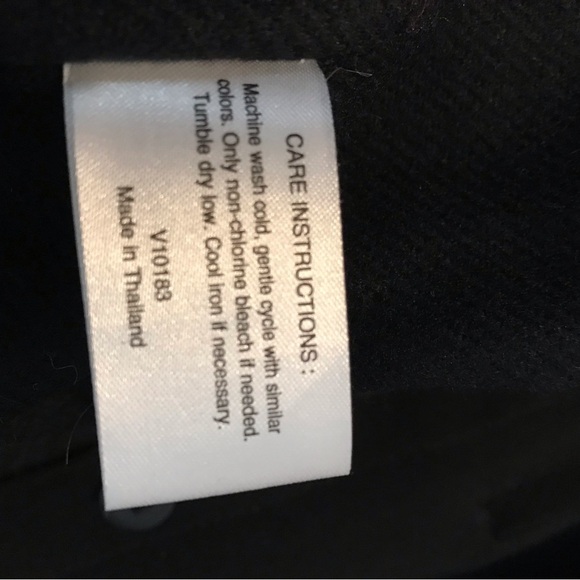 CARE INSTRUCTIONS :
Machine wash cold, gentle cycle with similar
colors. Only non-chlorine bleach if needed.
Tumble dry low. Cool iron if necessary.
V10183
Made in Thailand